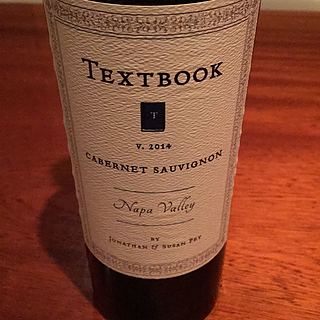 TEXTBOOK
T
V. 2014
CABERNET SAUVIGNON
Napa Valley
BY
JONATHAN & SUSAN PEY